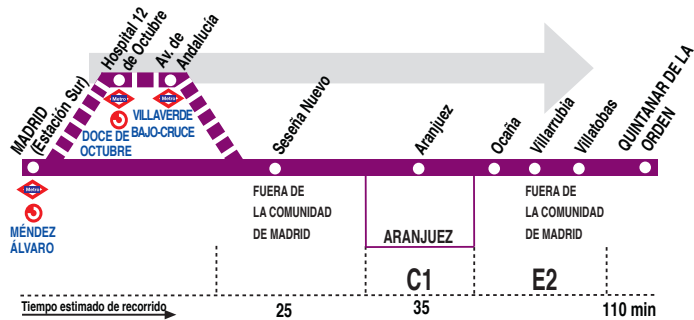 MADRID
(Estación Sur)
Hospital 12
de Octubre
Av. de
Andalucía
Seseña Nuevo
Aranjuez
Ocaña
Villarrubia
Villatobas
QUINTANAR DE LA
ORDEN
Metro
Metro
DOCE DE
OCTUBRE
VILLAVERDE
BAJO-CRUCE
Metro
MÉNDEZ
ÁLVARO
FUERA DE
LA COMUNIDAD
DE MADRID
ARANJUEZ
FUERA DE
LA COMUNIDAD
DE MADRID
C1
E2
Tiempo estimado de recorrido
25
35
110 min